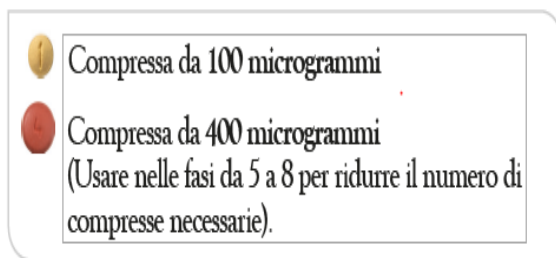 Compressa da 100 microgrammi
Compressa da 400 microgrammi
(Usare nelle fasi da 5 a 8 per ridurre il numero di
compresse necessarie).